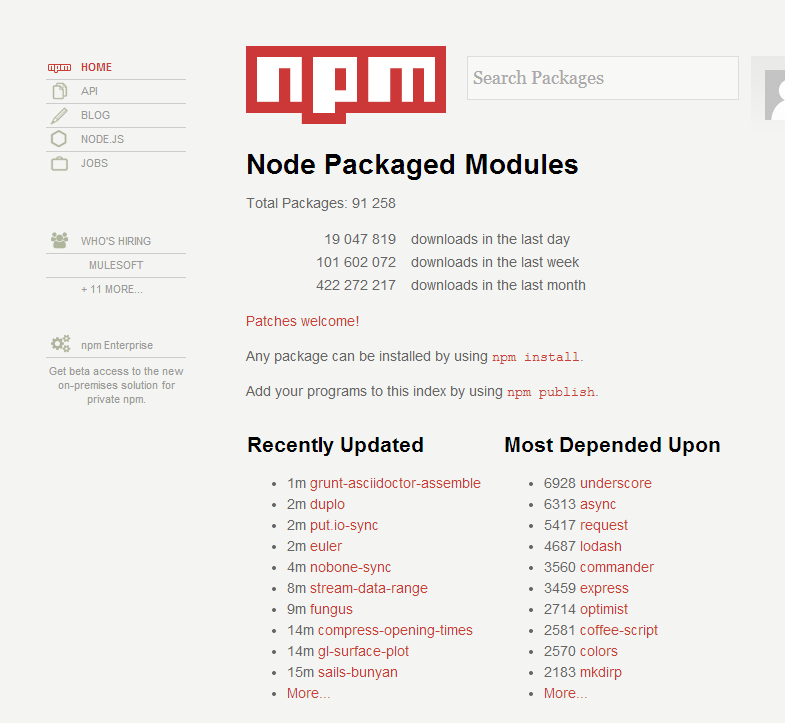 npm HOME
API
BLOG
NODE.JS
JOBS
WHO'S HIRING
MULESOFT
+ 11 MORE...
npm Enterprise
Get beta access to the new
on-premises solution for
private npm.
npm
Search Packages
Node Packaged Modules
Total Packages: 91 258
19 047 819 downloads in the last day
101 602 072 downloads in the last week
422 272 217 downloads in the last month
Patches welcome!
Any package can be installed by using npm install.
Add your programs to this index by using npm publish.
Recently Updated
1m grunt-asciidoctor-assemble
2m duplo
2m put.io-sync
2m euler
4m nobone-sync
8m stream-data-range
9m fungus
14m compress-opening-times
14m gl-surface-plot
15m sails-bunyan
More...
Most Depended Upon
6928 underscore
6313 async
5417 request
4687 lodash
3560 commander
3459 express
2714 optimist
2581 coffee-script
2570 colors
2183 mkdirp
More...